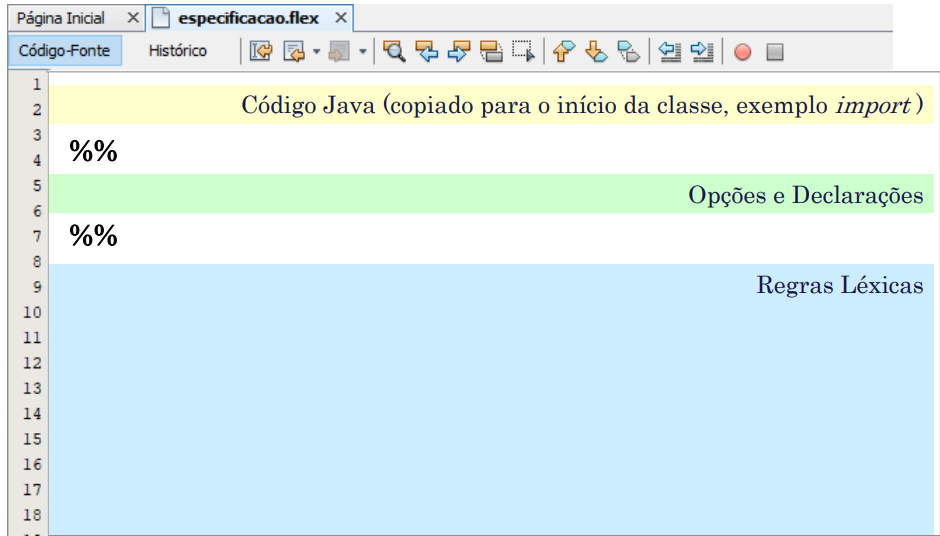 Página Inicial
especificacao.flex
Código-Fonte Histórico
1
2 Código Java (copiado para o início da classe, exemplo import)
3
4 %%
5 Opções e Declarações
6
7 %%
8
9 Regras Léxicas
10
11
12
13
14
15
16
17
18